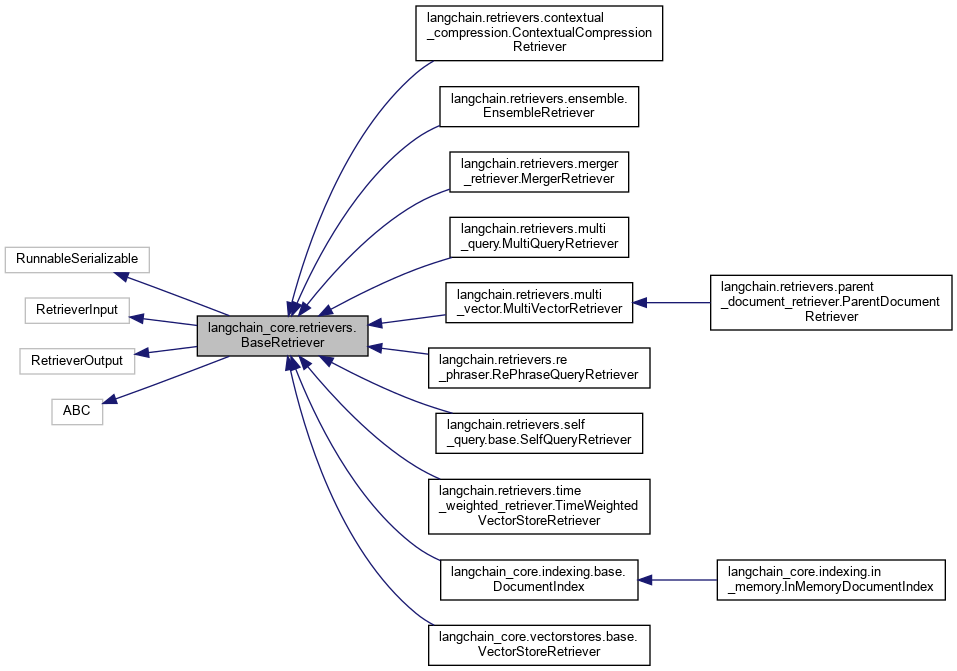 langchain.retrievers.contextual
_compression.ContextualCompression
Retriever
langchain.retrievers.ensemble.
EnsembleRetriever
langchain.retrievers.merger
_retriever.MergerRetriever
langchain.retrievers.multi
_query.MultiQueryRetriever
RunnableSerializable
langchain.retrievers.multi
_vector.MultiVectorRetriever
langchain.retrievers.parent
_document_retriever.ParentDocument
Retriever
RetrieverInput
langchain_core.retrievers.
BaseRetriever
RetrieverOutput
langchain.retrievers.re
_phraser.RePhraseQueryRetriever
ABC
langchain.retrievers.self
_query.base.SelfQueryRetriever
langchain.retrievers.time
_weighted_retriever.TimeWeighted
VectorStoreRetriever
langchain_core.indexing.base.
DocumentIndex
langchain_core.indexing.in
_memory.InMemoryDocumentIndex
langchain_core.vectorstores.base.
VectorStoreRetriever